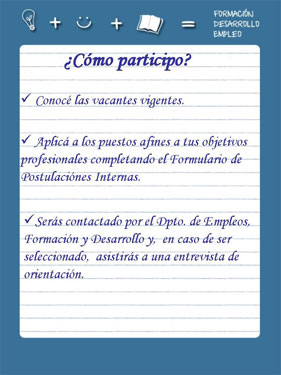 + + = FORMACIÓN
DESARROLLO
EMPLEO
¿Cómo participo?
✓ Conocé las vacantes vigentes.
✓ Aplicá a los puestos afines a tus objetivos
profesionales completando el Formulario de
Postulaciónes Internas.
✓ Serás contactado por el Dpto. de Empleos,
Formación y Desarrollo y, en caso de ser
seleccionado, asistirás a una entrevista de
orientación.